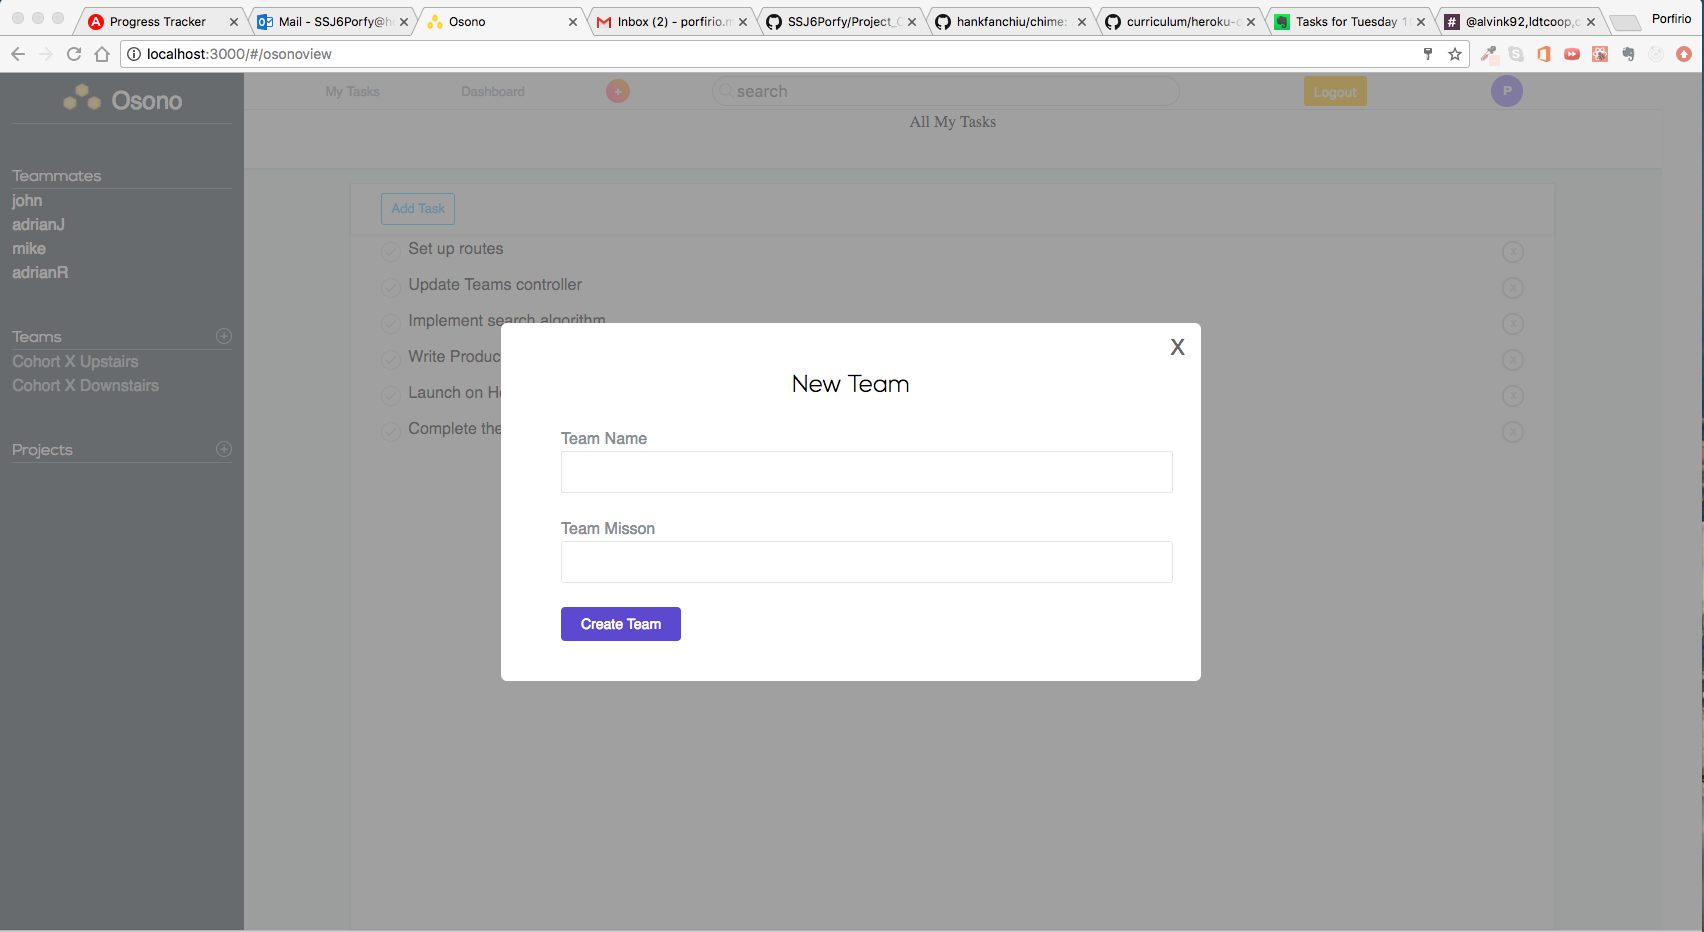 Progress Tracker
Mail - SSJ6Porfy@h
Osono
Inbox (2) - porfirio.m
SSJ6Porfy/Project_
hankfanchiu/chime:
curriculum/heroku-
Tasks for Tuesday 1
@alvink92,ldtcoop,
Porfirio
localhost:3000/#/osonoview
Osono
My Tasks
Dashboard
+
search
Logout
P
All My Tasks
Teammates
john
adrianJ
mike
adrianR
Teams
Cohort X Upstairs
Cohort X Downstairs
Projects
Add Task
Set up routes
X
Update Teams controller
X
Implement search algorithm
X
Write Produc
X
Launch on H
X
Complete the
X
X
New Team
Team Name
Team Misson
Create Team